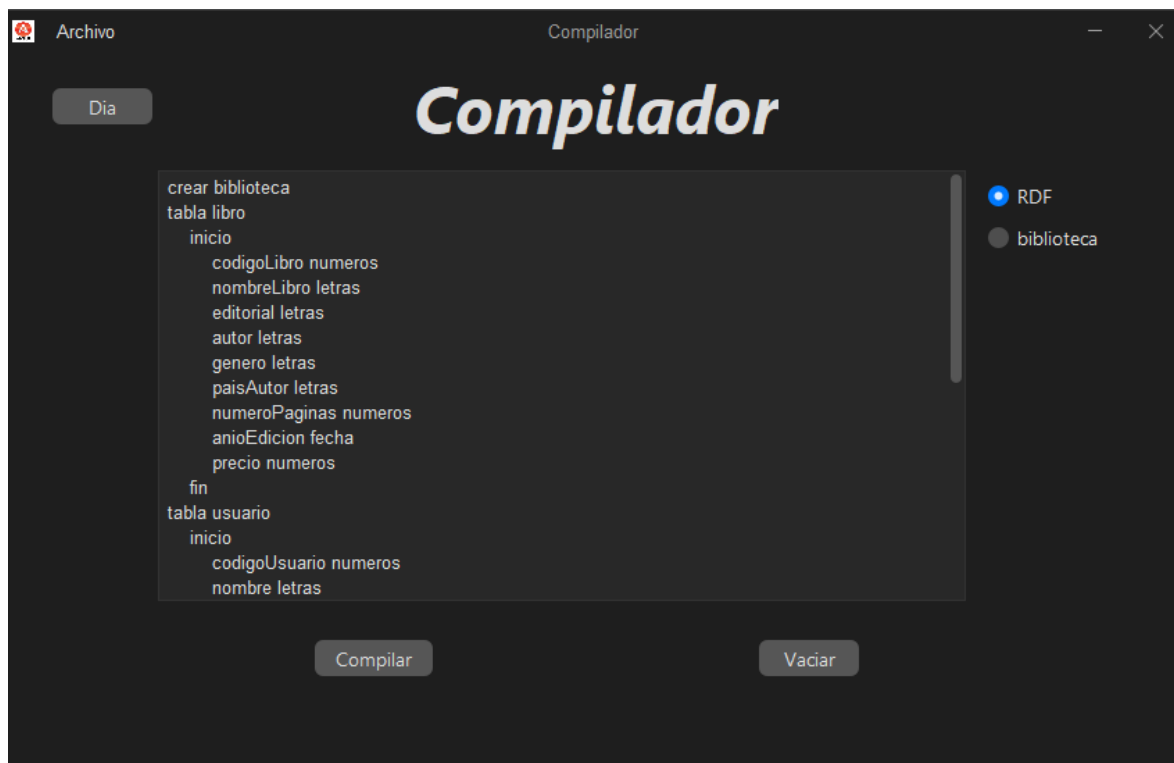 Archivo
Compilador
Dia
Compilador
crear biblioteca
tabla libro
inicio
codigoLibro numeros
nombreLibro letras
editorial letras
autor letras
genero letras
paisAutor letras
numeroPaginas numeros
anioEdicion fecha
precio numeros
fin
tabla usuario
inicio
codigoUsuario numeros
nombre letras
RDF
biblioteca
Compilar
Vaciar